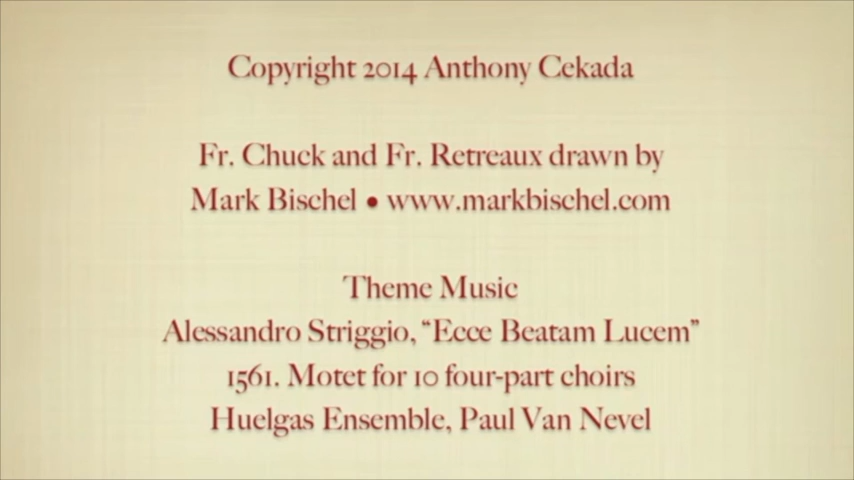 Copyright 2014 Anthony Cekada
Fr. Chuck and Fr. Retreaux drawn by
Mark Bischel • www.markbischel.com
Theme Music
Alessandro Striggio, “Ecce Beatam Lucem”
1561. Motet for 10 four-part choirs
Huelgas Ensemble, Paul Van Nevel